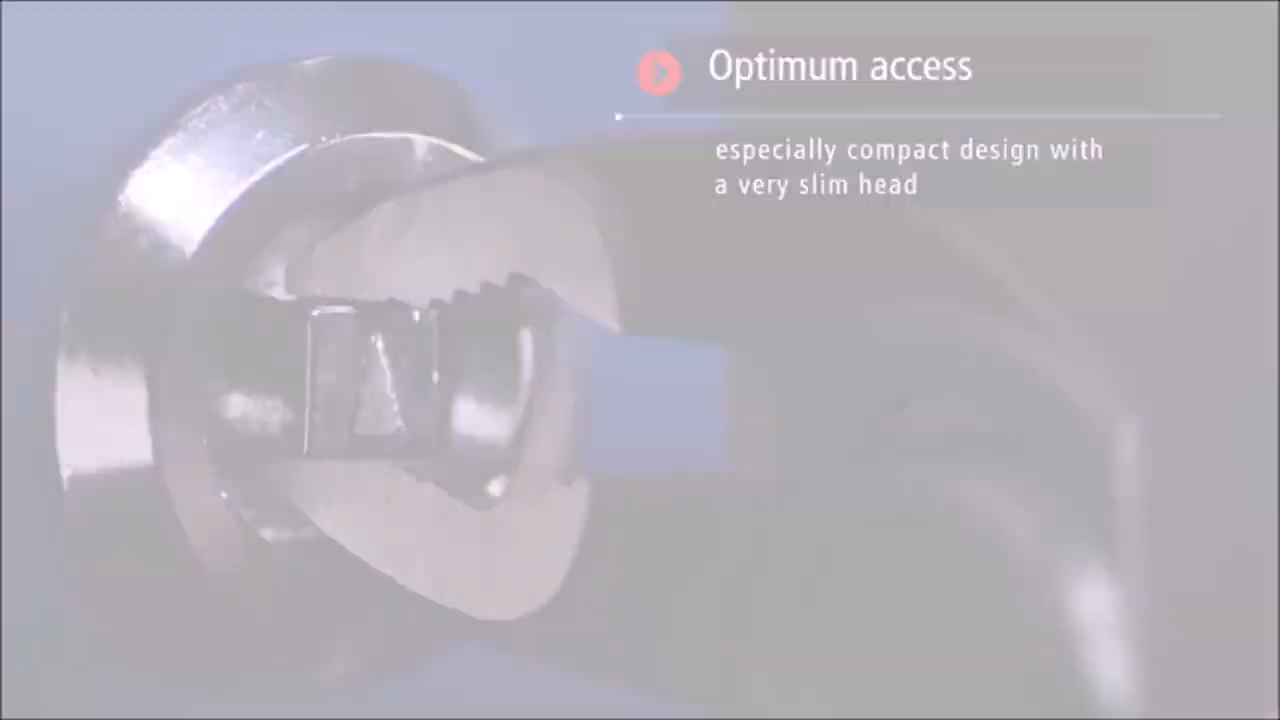 Optimum access
especially compact design with
a very slim head